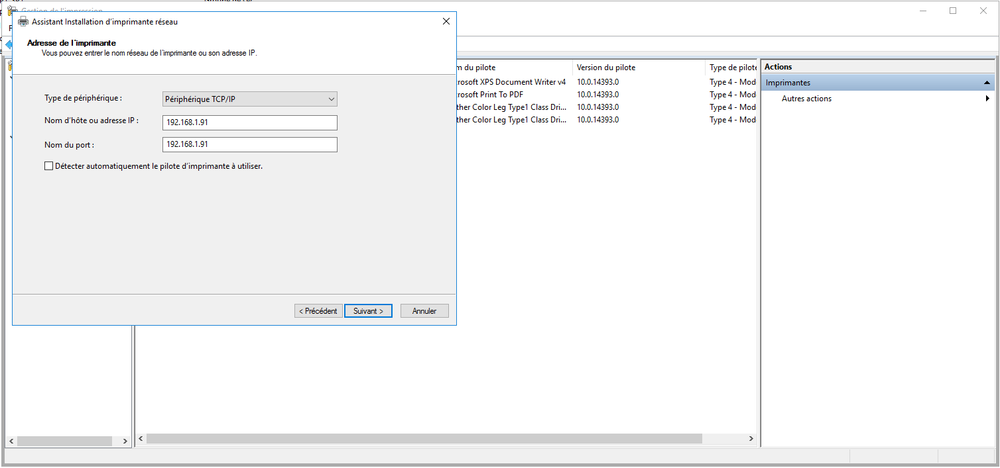 Gestion de l'impression
Assistant Installation d'imprimante réseau
Adresse de l'imprimante
Vous pouvez entrer le nom réseau de l'imprimante ou son adresse IP.
Type de périphérique :
Périphérique TCP/IP
Nom d'hôte ou adresse IP :
192.168.1.91
Nom du port :
192.168.1.91
Détecter automatiquement le pilote d'imprimante à utiliser.
< Précédent
Suivant >
Annuler
m du pilote
Version du pilote
Type de pilote
rosoft XPS Document Writer v4
10.0.14393.0
Type 4 - Mod
rosoft Print To PDF
10.0.14393.0
Type 4 - Mod
ther Color Leg Type1 Class Dri...
10.0.14393.0
Type 4 - Mod
ther Color Leg Type1 Class Dri...
10.0.14393.0
Type 4 - Mod
Actions
Imprimantes
Autres actions